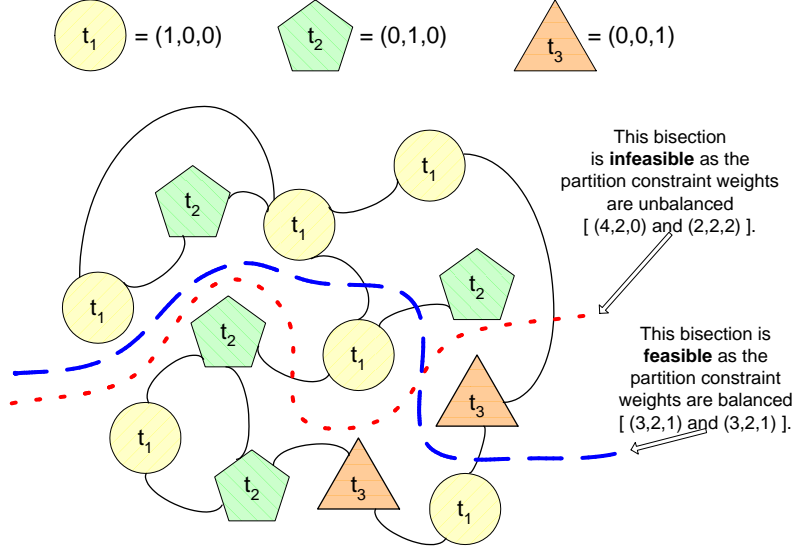 t1 = (1,0,0)
t2 = (0,1,0)
t3 = (0,0,1)
This bisection
is infeasible as the
partition constraint weights
are unbalanced
[ (4,2,0) and (2,2,2) ].
t1
t2
t1
t1
t2
t2
t1
This bisection is
feasible as the
partition constraint
weights are balanced
[ (3,2,1) and (3,2,1) ].
t3
t1
t2
t3
t1